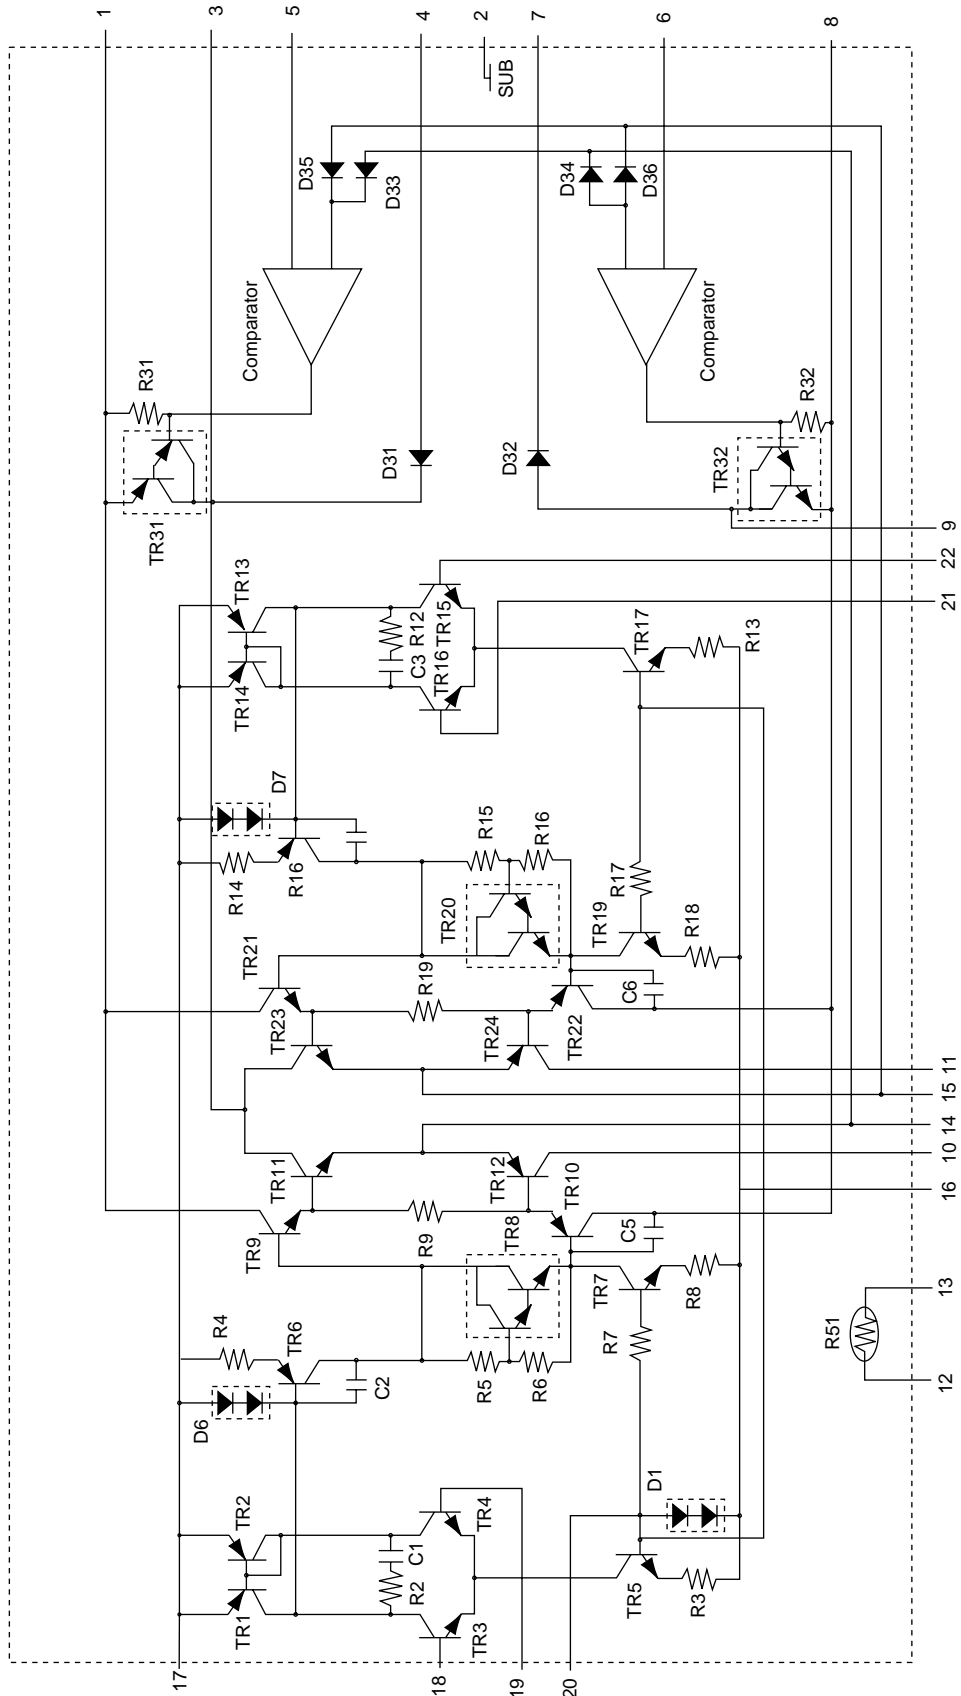 1
3
5
4
2
7
6
8
SUB
D35
D33
D34
D36
Comparator
Comparator
R31
R32
TR31
D31
D32
TR32
9
22
21
TR13
TR14
R12
C3
TR15
TR16
TR17
R13
D7
R14
R16
R15
R16
TR20
R17
TR19
R18
TR21
TR23
R19
TR24
TR22
C6
11
15
14
10
16
TR11
TR9
R9
TR12
TR10
TR8
C5
TR7
R8
R7
R4
TR6
D6
C2
R5
R6
R51
13
12
TR2
TR1
C1
R2
TR4
TR3
D1
TR5
R3
17
18
19
20